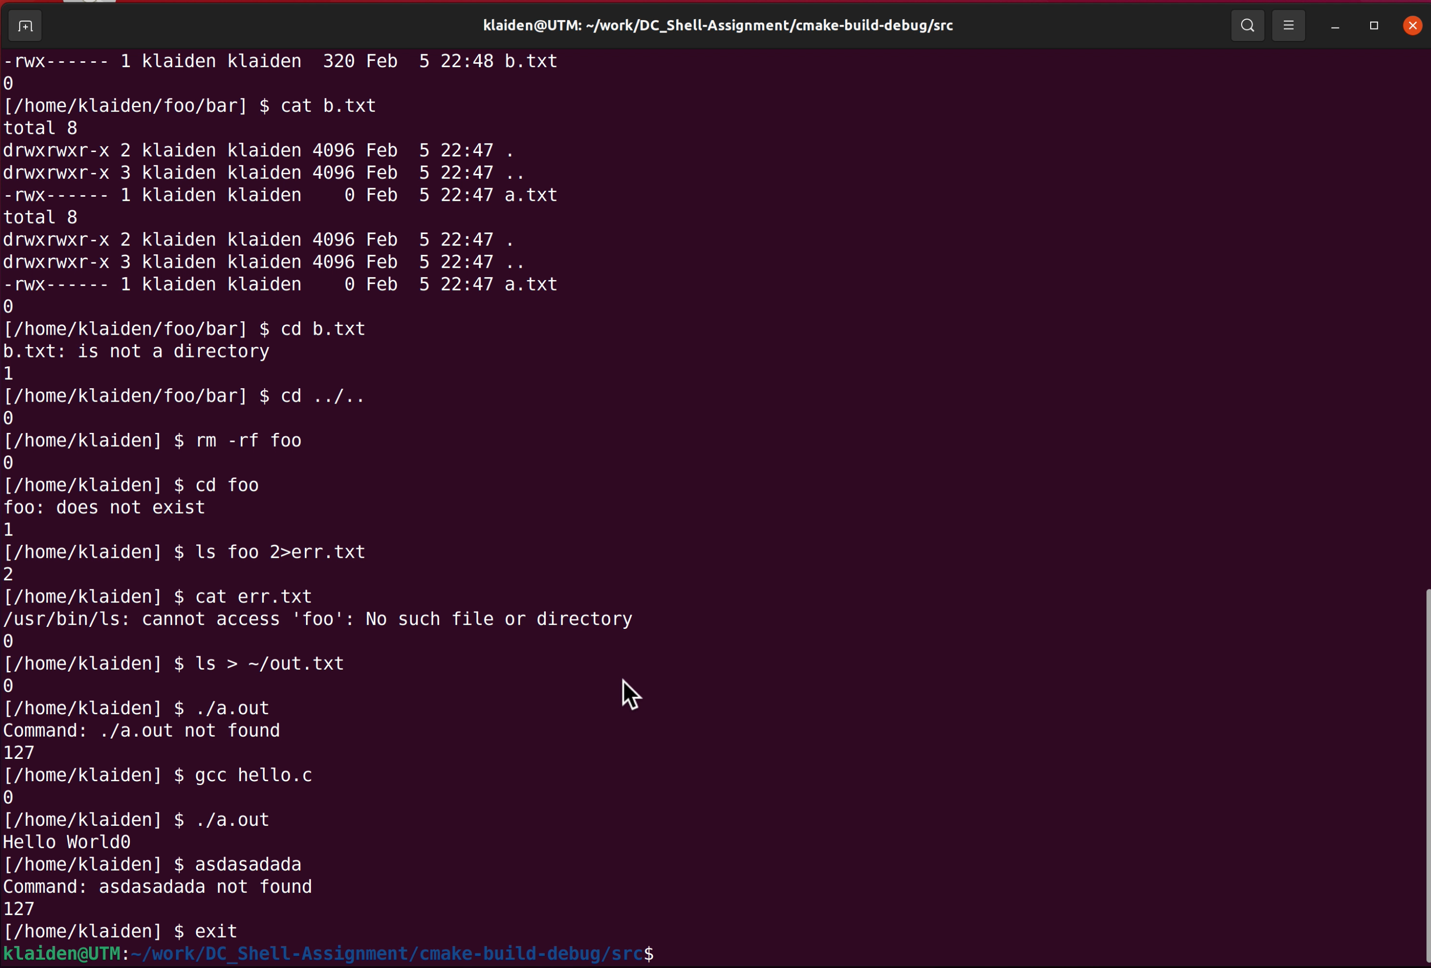 klaiden@UTM: ~/work/DC_Shell-Assignment/cmake-build-debug/src
-rwx------ 1 klaiden klaiden  320 Feb  5 22:48 b.txt
0
[/home/klaiden/foo/bar] $ cat b.txt
total 8
drwxrwxr-x 2 klaiden klaiden 4096 Feb  5 22:47 .
drwxrwxr-x 3 klaiden klaiden 4096 Feb  5 22:47 ..
-rwx------ 1 klaiden klaiden    0 Feb  5 22:47 a.txt
total 8
drwxrwxr-x 2 klaiden klaiden 4096 Feb  5 22:47 .
drwxrwxr-x 3 klaiden klaiden 4096 Feb  5 22:47 ..
-rwx------ 1 klaiden klaiden    0 Feb  5 22:47 a.txt
0
[/home/klaiden/foo/bar] $ cd b.txt
b.txt: is not a directory
1
[/home/klaiden/foo/bar] $ cd ../..
0
[/home/klaiden] $ rm -rf foo
0
[/home/klaiden] $ cd foo
foo: does not exist
1
[/home/klaiden] $ ls foo 2>err.txt
2
[/home/klaiden] $ cat err.txt
/usr/bin/ls: cannot access 'foo': No such file or directory
0
[/home/klaiden] $ ls > ~/out.txt
0
[/home/klaiden] $ ./a.out
Command: ./a.out not found
127
[/home/klaiden] $ gcc hello.c
0
[/home/klaiden] $ ./a.out
Hello World0
[/home/klaiden] $ asdasadada
Command: asdasadada not found
127
[/home/klaiden] $ exit
klaiden@UTM:~/work/DC_Shell-Assignment/cmake-build-debug/src$